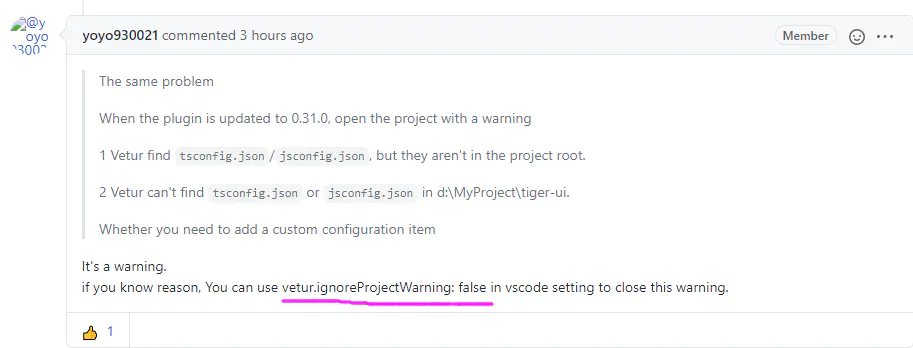 @y
oyo
9300?
yoyo930021 commented 3 hours ago
Member
The same problem
When the plugin is updated to 0.31.0, open the project with a warning
1 Vetur find tsconfig.json/jsconfig.json, but they aren't in the project root.
2 Vetur can't find tsconfig.json or jsconfig.json in d:\MyProject\tiger-ui.
Whether you need to add a custom configuration item
It's a warning.
if you know reason, You can use vetur.ignoreProjectWarning: false in vscode setting to close this warning.
1